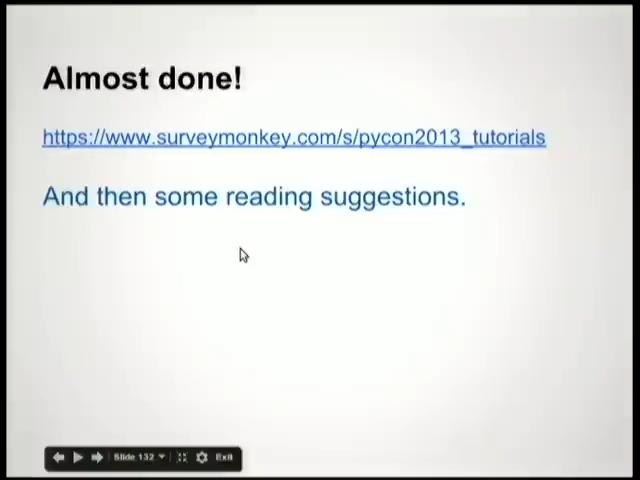 Almost done!
https://www.surveymonkey.com/s/pycon2013_tutorials
And then some reading suggestions.
Slide 132
Exit